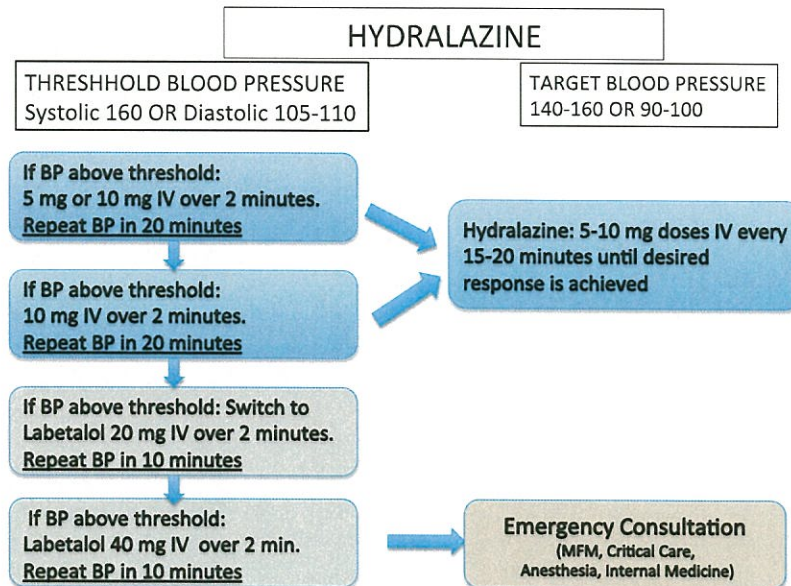 HYDRALAZINE
THRESHHOLD BLOOD PRESSURE
Systolic 160 OR Diastolic 105-110
TARGET BLOOD PRESSURE
140-160 OR 90-100
If BP above threshold:
5 mg or 10 mg IV over 2 minutes.
Repeat BP in 20 minutes
Hydralazine: 5-10 mg doses IV every
15-20 minutes until desired
response is achieved
If BP above threshold:
10 mg IV over 2 minutes.
Repeat BP in 20 minutes
If BP above threshold: Switch to
Labetalol 20 mg IV over 2 minutes.
Repeat BP in 10 minutes
If BP above threshold:
Labetalol 40 mg IV over 2 min.
Repeat BP in 10 minutes
Emergency Consultation
(MFM, Critical Care,
Anesthesia, Internal Medicine)